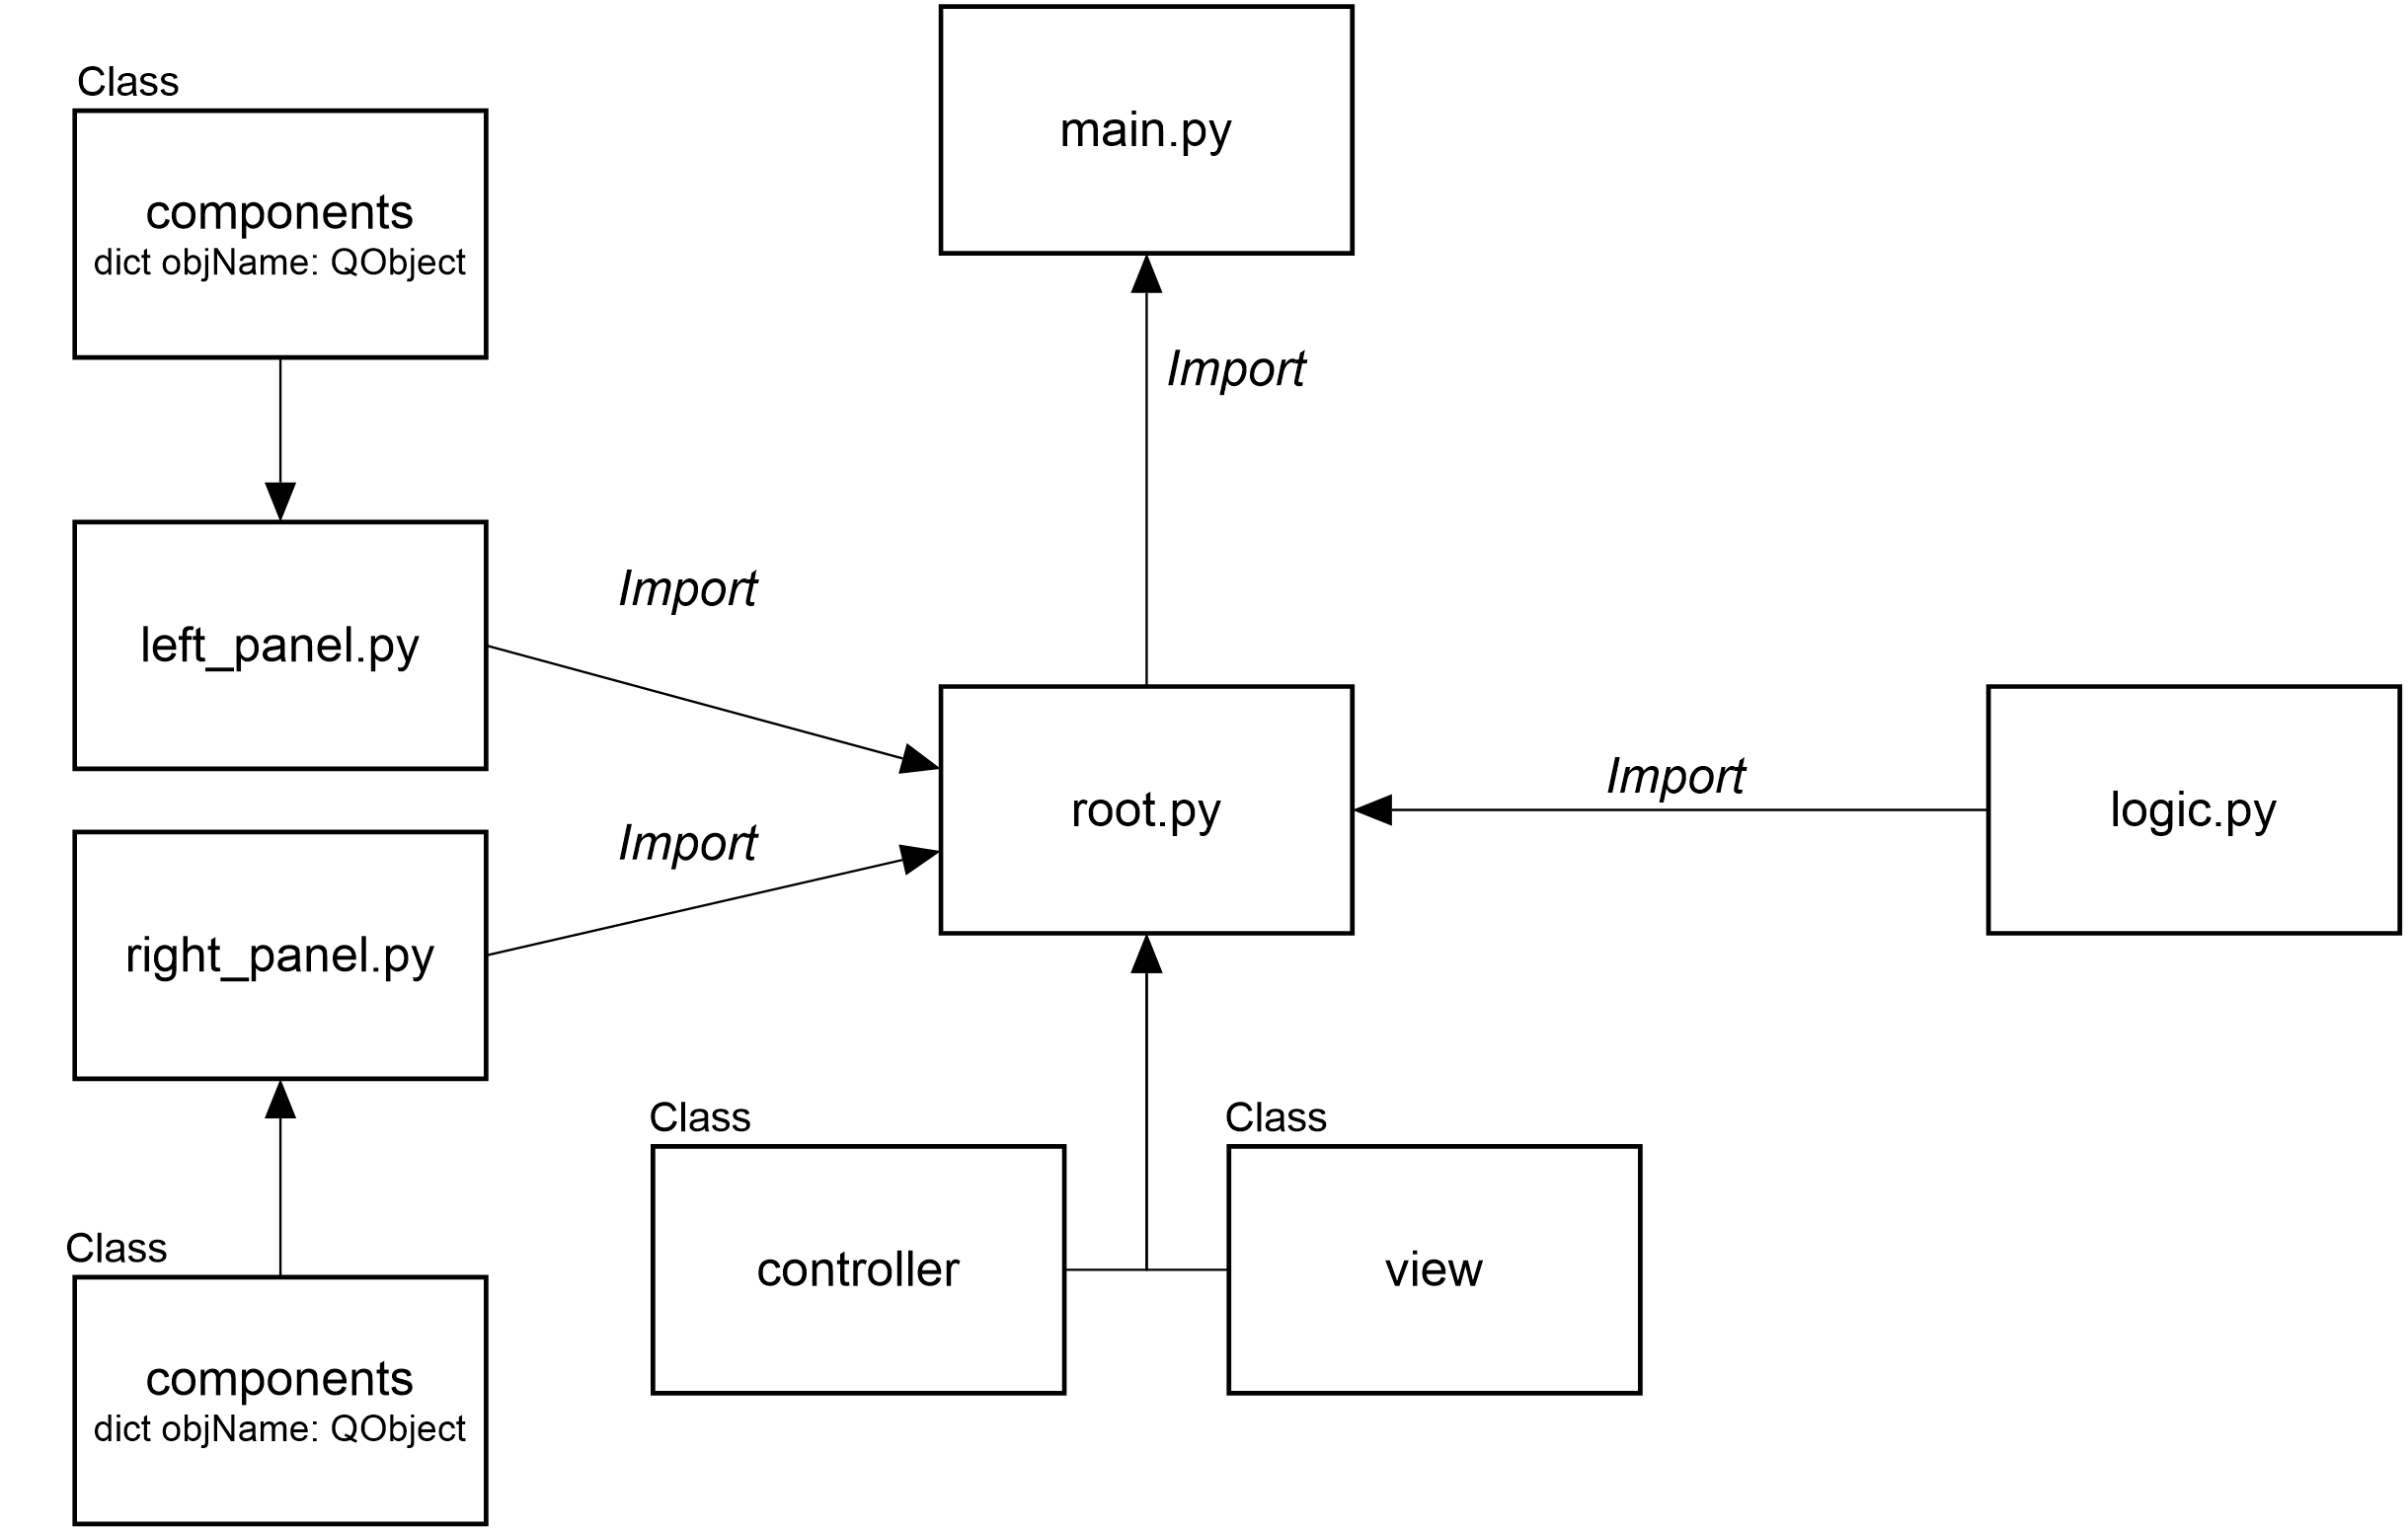 main.py
Class
components
dict objName: QObject
Import
left_panel.py
Import
root.py
Import
logic.py
Import
right_panel.py
Class
controller
Class
view
Class
components
dict objName: QObject